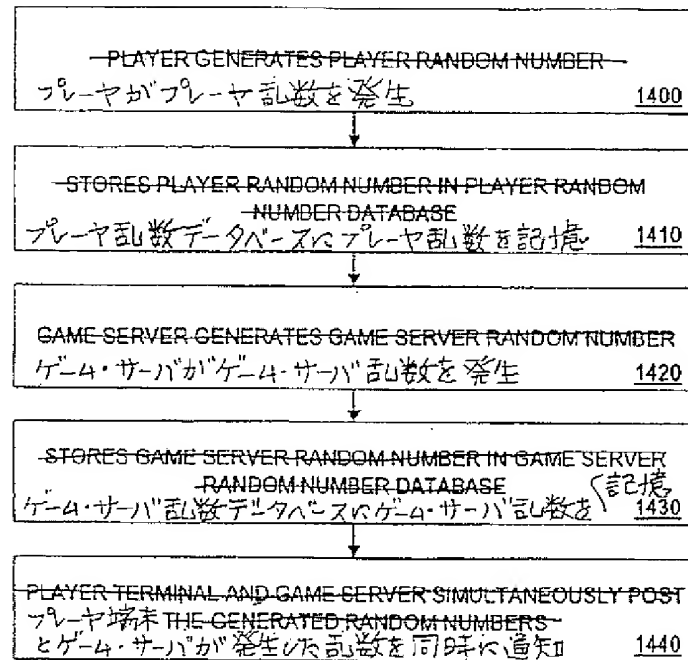 PLAYER GENERATES PLAYER RANDOM NUMBER
プレーヤがプレーヤ乱数を発生 1400
STORES PLAYER RANDOM NUMBER IN PLAYER RANDOM
NUMBER DATABASE
プレーヤ乱数データベースにプレーヤ乱数を記憶 1410
GAME SERVER GENERATES GAME SERVER RANDOM NUMBER
ゲーム・サーバがゲーム・サーバ乱数を発生 1420
STORES GAME SERVER RANDOM NUMBER IN GAME SERVER
RANDOM NUMBER DATABASE
ゲーム・サーバ乱数データベースにゲーム・サーバ乱数を記憶 1430
PLAYER TERMINAL AND GAME SERVER SIMULTANEOUSLY POST
プレーヤ端末 THE GENERATED RANDOM NUMBERS
とゲーム・サーバが発生した乱数を同時に通知 1440